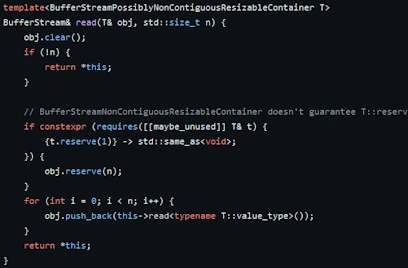 template<BufferStreamPossiblyNonContiguousResizableContainer T>
BufferStream& read(T& obj, std::size_t n) {
    obj.clear();
    if (!n) {
        return *this;
    }

    // BufferStreamNonContiguousResizableContainer doesn't guarantee T::reserv
    if constexpr (requires([[maybe_unused]] T& t) {
        {t.reserve(1)} -> std::same_as<void>;
    }) {
        obj.reserve(n);
    }
    for (int i = 0; i < n; i++) {
        obj.push_back(this->read<typename T::value_type>());
    }
    return *this;
}